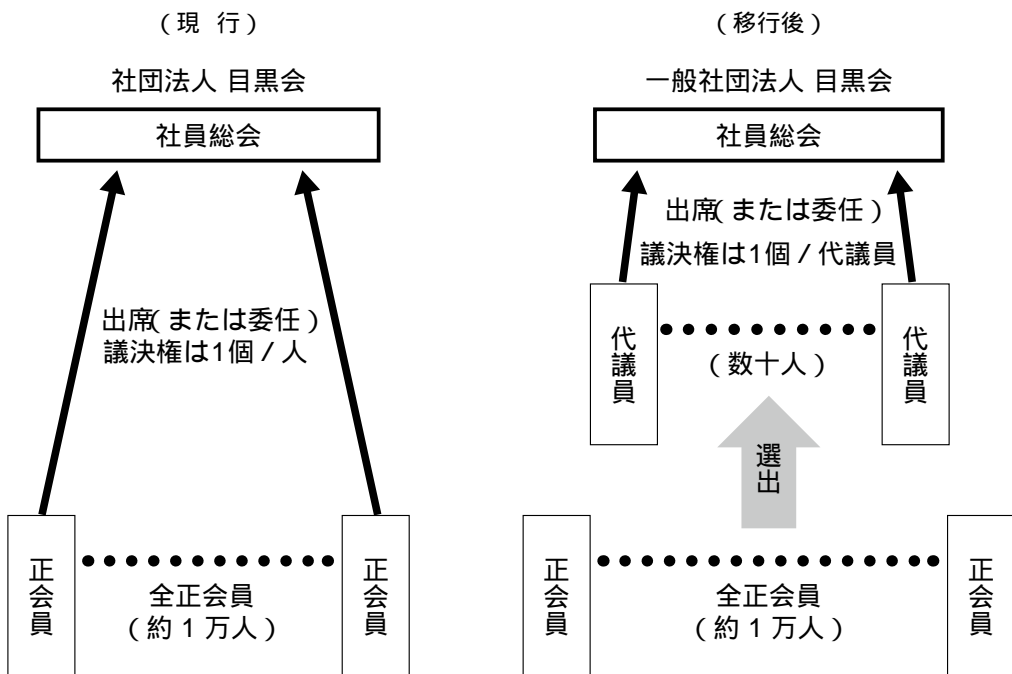 （現 行）
社団法人 目黒会
社員総会
出席（または委任）
議決権は1個／人
正会員
正会員
全正会員
（約１万人）
（移行後）
一般社団法人 目黒会
社員総会
出席（または委任）
議決権は1個／代議員
代議員
代議員
（数十人）
選出
正会員
正会員
全正会員
（約１万人）